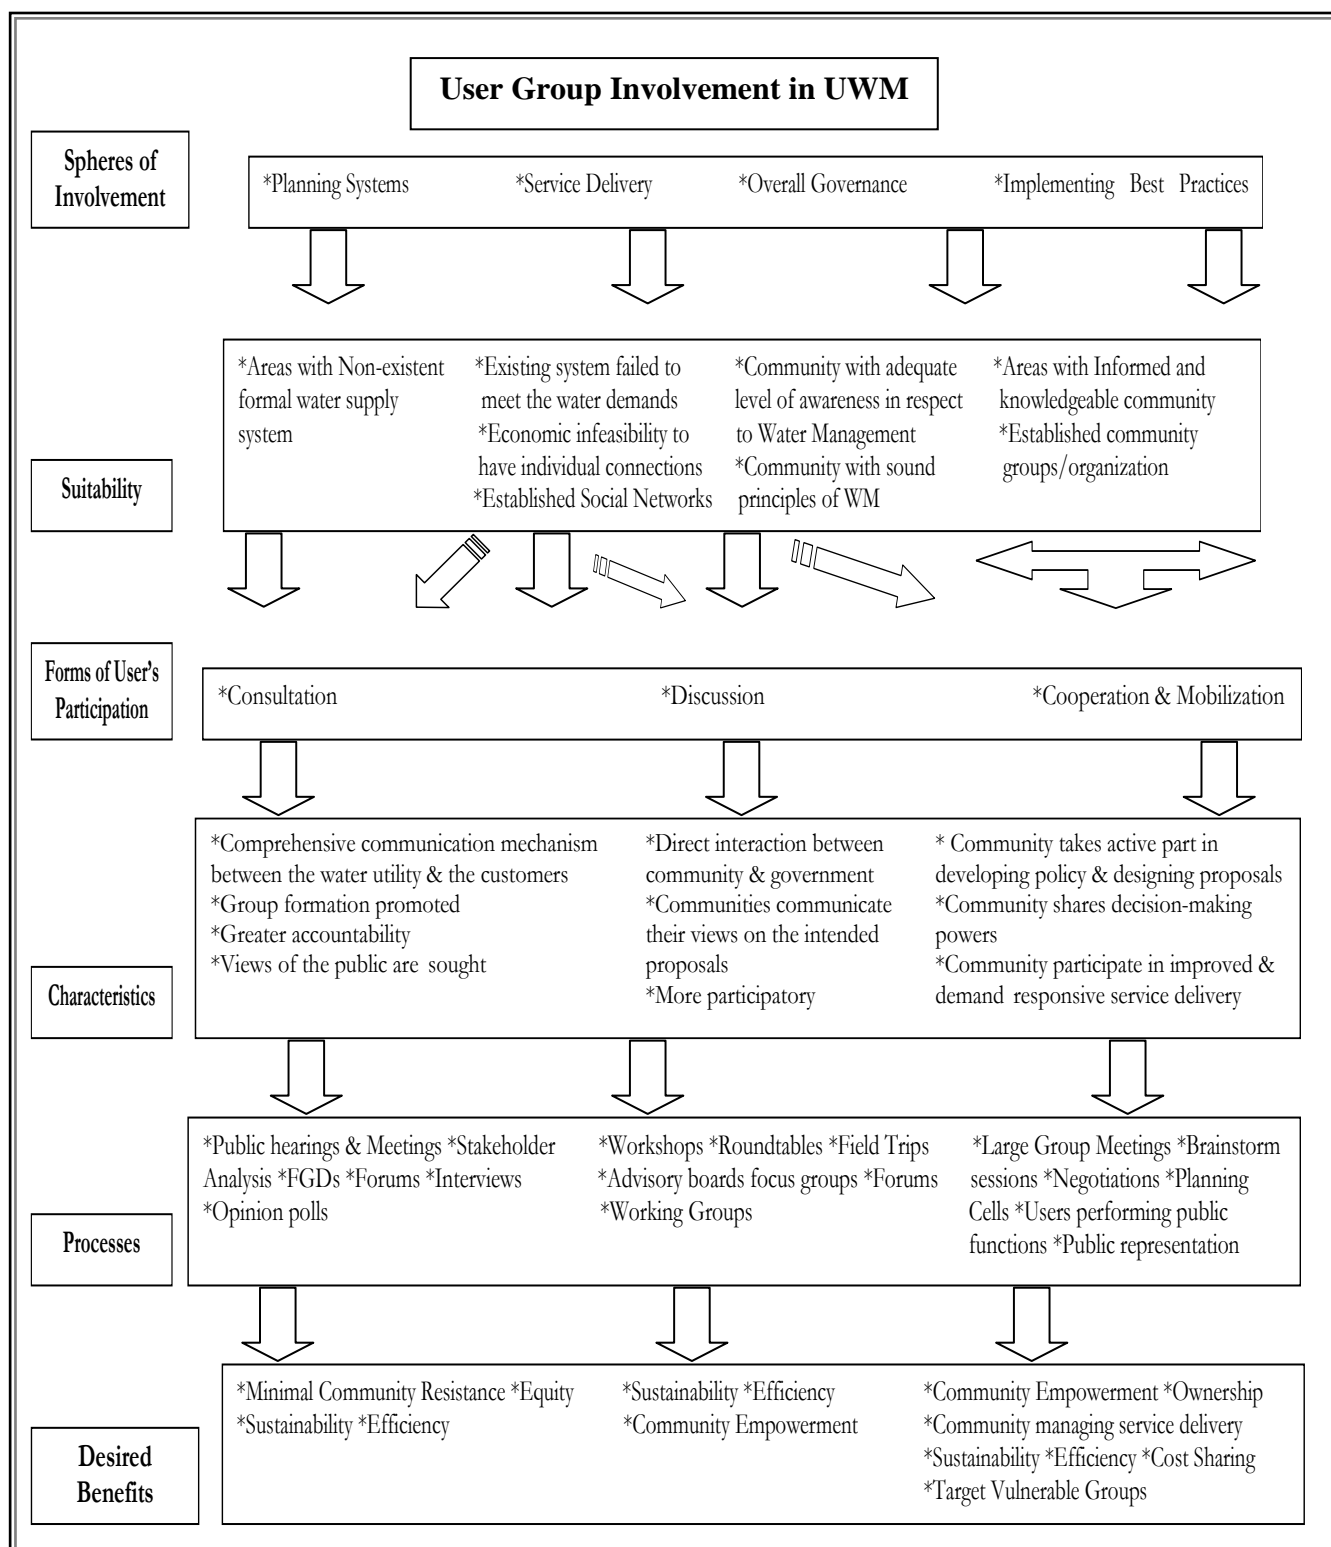 User Group Involvement in UWM
Spheres of
Involvement
*Planning Systems *Service Delivery *Overall Governance *Implementing Best Practices
Suitability
*Areas with Non-existent
formal water supply
system
*Existing system failed to
meet the water demands
*Economic infeasibility to
have individual connections
*Established Social Networks
*Community with adequate
level of awareness in respect
to Water Management
*Community with sound
principles of WM
*Areas with Informed and
knowledgeable community
*Established community
groups/organization
Forms of User's
Participation
*Consultation *Discussion *Cooperation & Mobilization
Characteristics
*Comprehensive communication mechanism
between the water utility & the customers
*Group formation promoted
*Greater accountability
*Views of the public are sought
*Direct interaction between
community & government
*Communities communicate
their views on the intended
proposals
*More participatory
* Community takes active part in
developing policy & designing proposals
*Community shares decision-making
powers
*Community participate in improved &
demand responsive service delivery
Processes
*Public hearings & Meetings *Stakeholder
Analysis *FGDs *Forums *Interviews
*Opinion polls
*Workshops *Roundtables *Field Trips
*Advisory boards focus groups *Forums
*Working Groups
*Large Group Meetings *Brainstorm
sessions *Negotiations *Planning
Cells *Users performing public
functions *Public representation
Desired
Benefits
*Minimal Community Resistance *Equity
*Sustainability *Efficiency
*Sustainability *Efficiency
*Community Empowerment
*Community Empowerment *Ownership
*Community managing service delivery
*Sustainability *Efficiency *Cost Sharing
*Target Vulnerable Groups